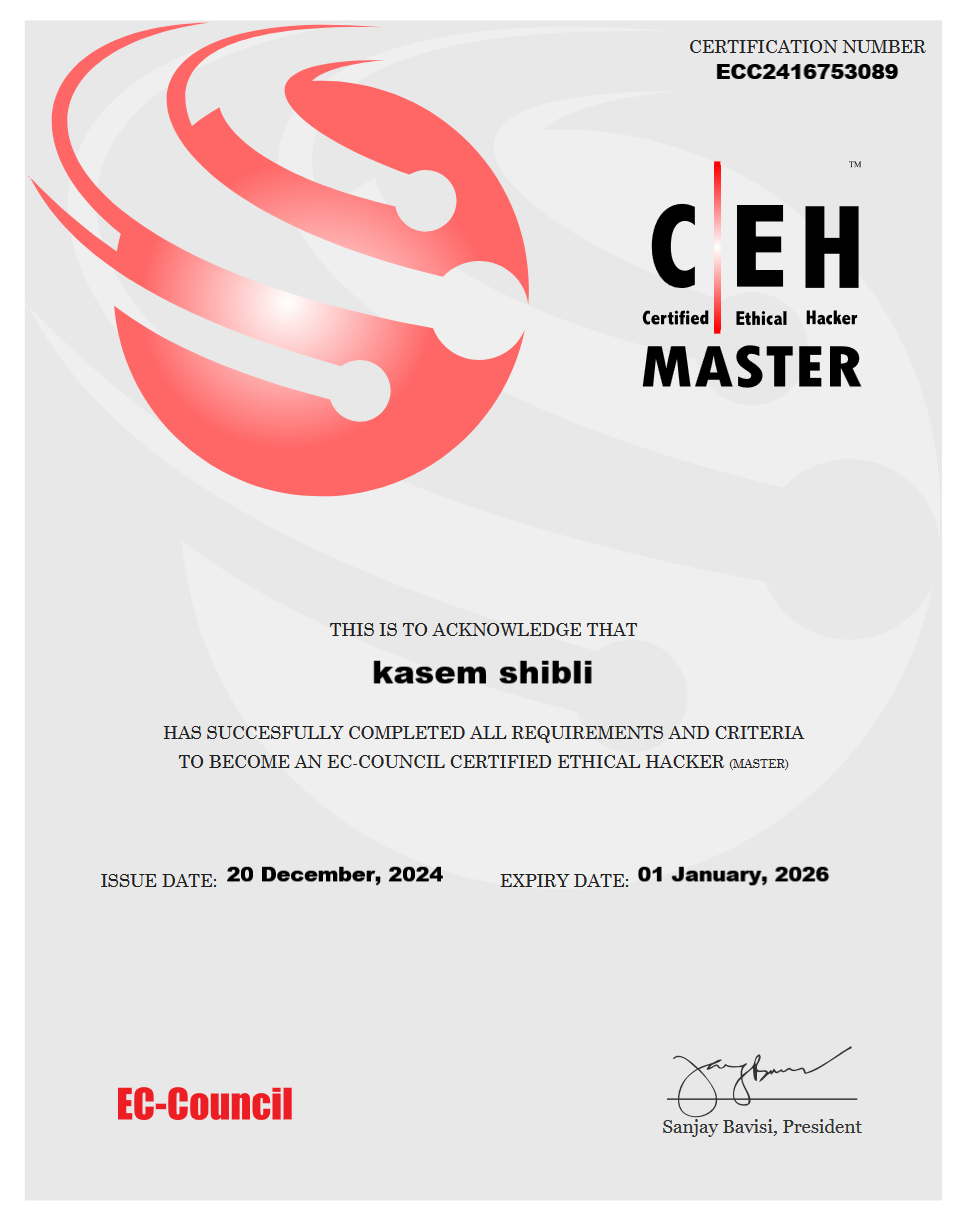 CERTIFICATION NUMBER
ECC2416753089
TM
C EH
Certified Ethical Hacker
MASTER
THIS IS TO ACKNOWLEDGE THAT
kasem shibli
HAS SUCCESFULLY COMPLETED ALL REQUIREMENTS AND CRITERIA
TO BECOME AN EC-COUNCIL CERTIFIED ETHICAL HACKER (MASTER)
ISSUE DATE: 20 December, 2024 EXPIRY DATE: 01 January, 2026
EC-Council
Sanjay Bavisi, President